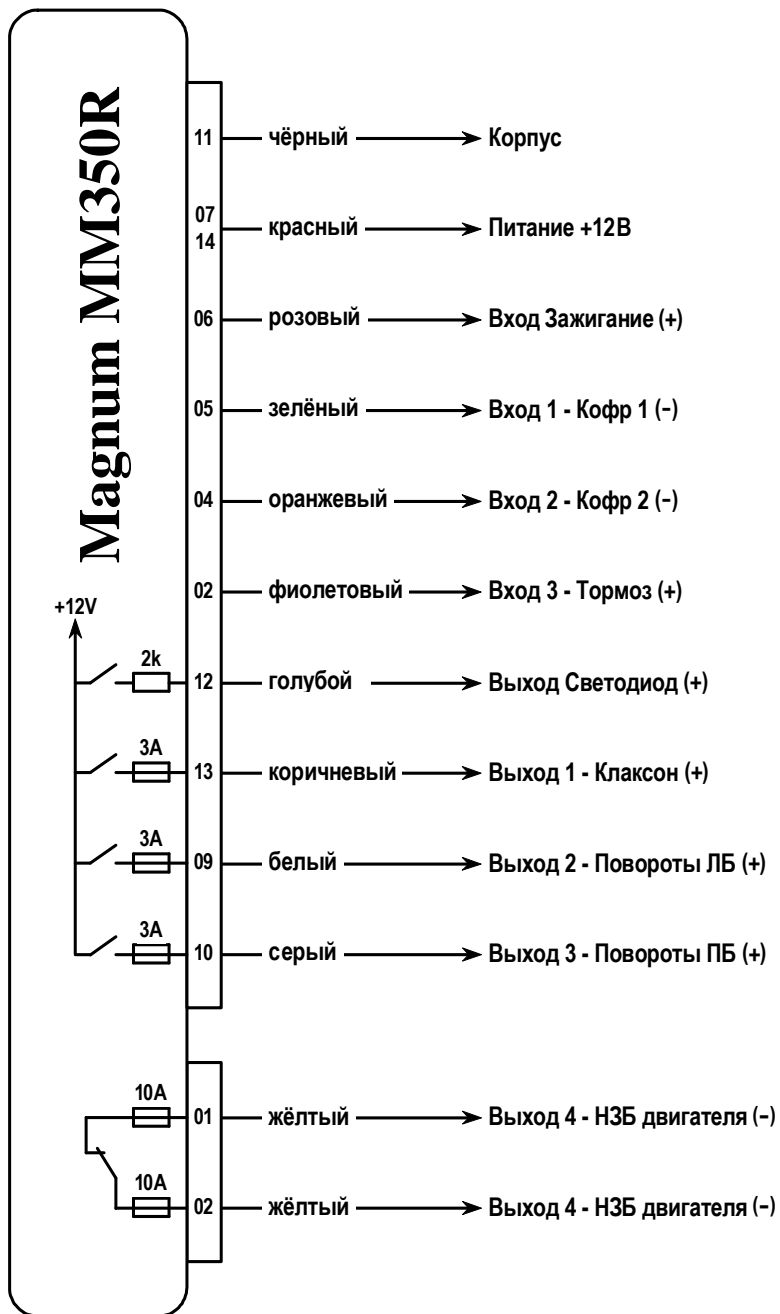 Magnum MM350R
11 чёрный Корпус
07
14 красный Питание +12В
06 розовый Вход Зажигание (+)
05 зелёный Вход 1 - Кофр 1 (-)
04 оранжевый Вход 2 - Кофр 2 (-)
02 фиолетовый Вход 3 - Тормоз (+)
+12V
2k 12 голубой Выход Светодиод (+)
3A 13 коричневый Выход 1 - Клаксон (+)
3A 09 белый Выход 2 - Повороты ЛБ (+)
3A 10 серый Выход 3 - Повороты ПБ (+)
10A 01 жёлтый Выход 4 - НЗБ двигателя (-)
10A 02 жёлтый Выход 4 - НЗБ двигателя (-)